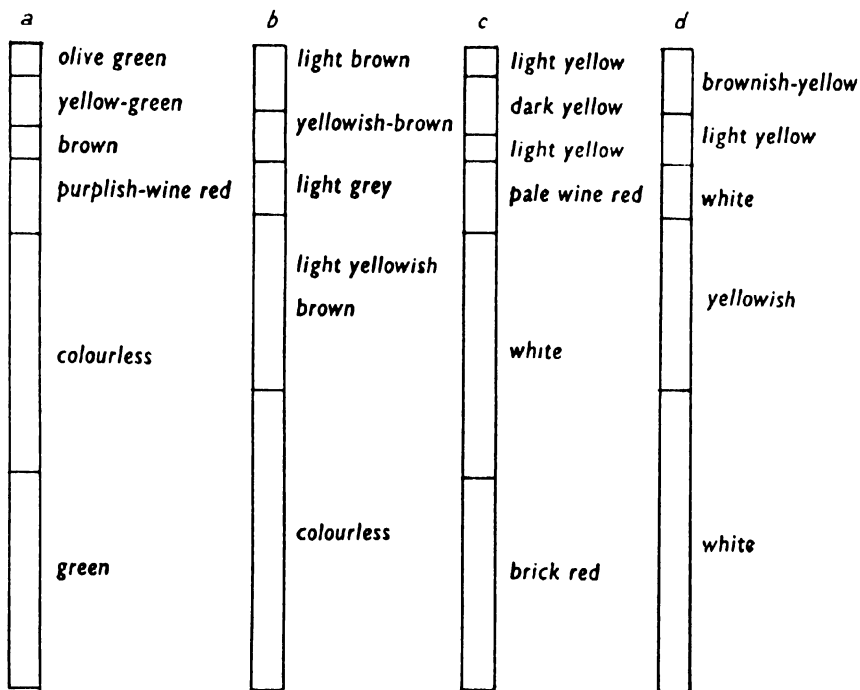 a
olive green
yellow-green
brown
purplish-wine red
colourless
green
b
light brown
yellowish-brown
light grey
light yellowish
brown
colourless
c
light yellow
dark yellow
light yellow
pale wine red
white
brick red
d
brownish-yellow
light yellow
white
yellowish
white